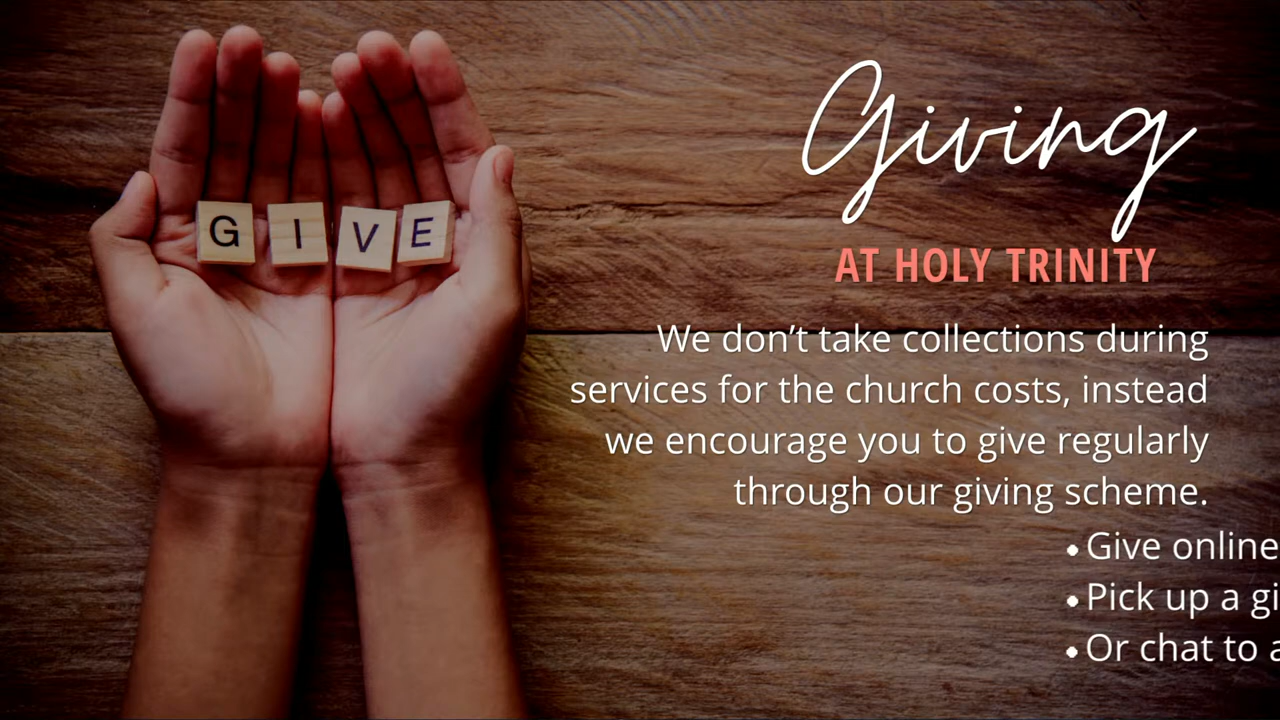 GIVE
Giving
AT HOLY TRINITY
We don’t take collections during
services for the church costs, instead
we encourage you to give regularly
through our giving scheme.
• Give online
• Pick up a gi
• Or chat to a